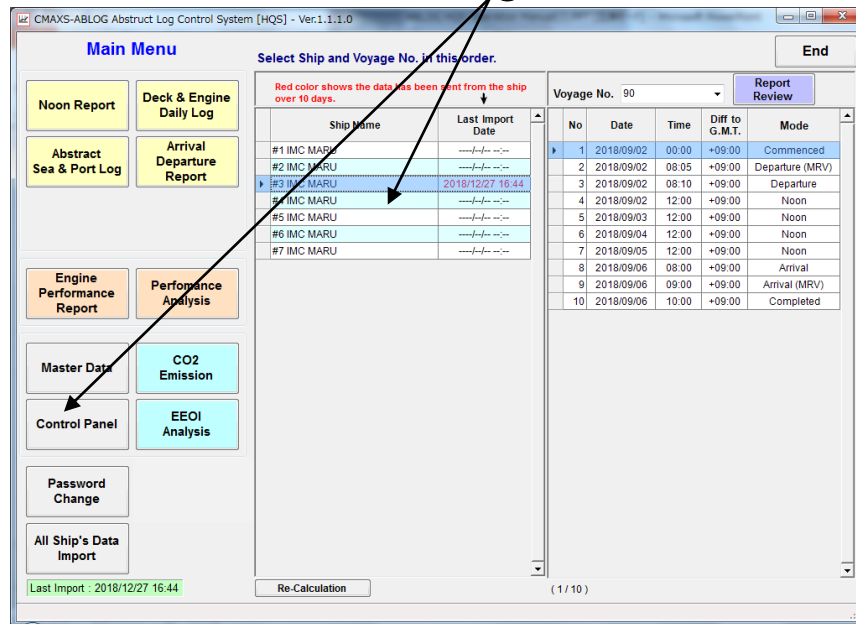 CMAXS-ABLOG Abstruct Log Control System [HQS] - Ver.1.1.1.0
Main Menu
Select Ship and Voyage No. in this order.
End
Noon Report
Deck & Engine
Daily Log
Abstract
Sea & Port Log
Arrival
Departure
Report
Engine
Performance
Report
Perfomance
Analysis
Master Data
CO2
Emission
Control Panel
EEOI
Analysis
Password
Change
All Ship's Data
Import
Last Import : 2018/12/27 16:44
Red color shows the data has been sent from the ship
over 10 days.
Ship Name Last Import Date
#1 IMC MARU ----/--/-- --:--
#2 IMC MARU ----/--/-- --:--
#3 IMC MARU 2018/12/27 16:44
#4 IMC MARU ----/--/-- --:--
#5 IMC MARU ----/--/-- --:--
#6 IMC MARU ----/--/-- --:--
#7 IMC MARU ----/--/-- --:--
Re-Calculation
Voyage No. 90
Report
Review
No Date Time Diff to G.M.T. Mode
1 2018/09/02 00:00 +09:00 Commenced
2 2018/09/02 08:05 +09:00 Departure (MRV)
3 2018/09/02 08:10 +09:00 Departure
4 2018/09/02 12:00 +09:00 Noon
5 2018/09/03 12:00 +09:00 Noon
6 2018/09/04 12:00 +09:00 Noon
7 2018/09/05 12:00 +09:00 Noon
8 2018/09/06 08:00 +09:00 Arrival
9 2018/09/06 09:00 +09:00 Arrival (MRV)
10 2018/09/06 10:00 +09:00 Completed
( 1 / 10 )